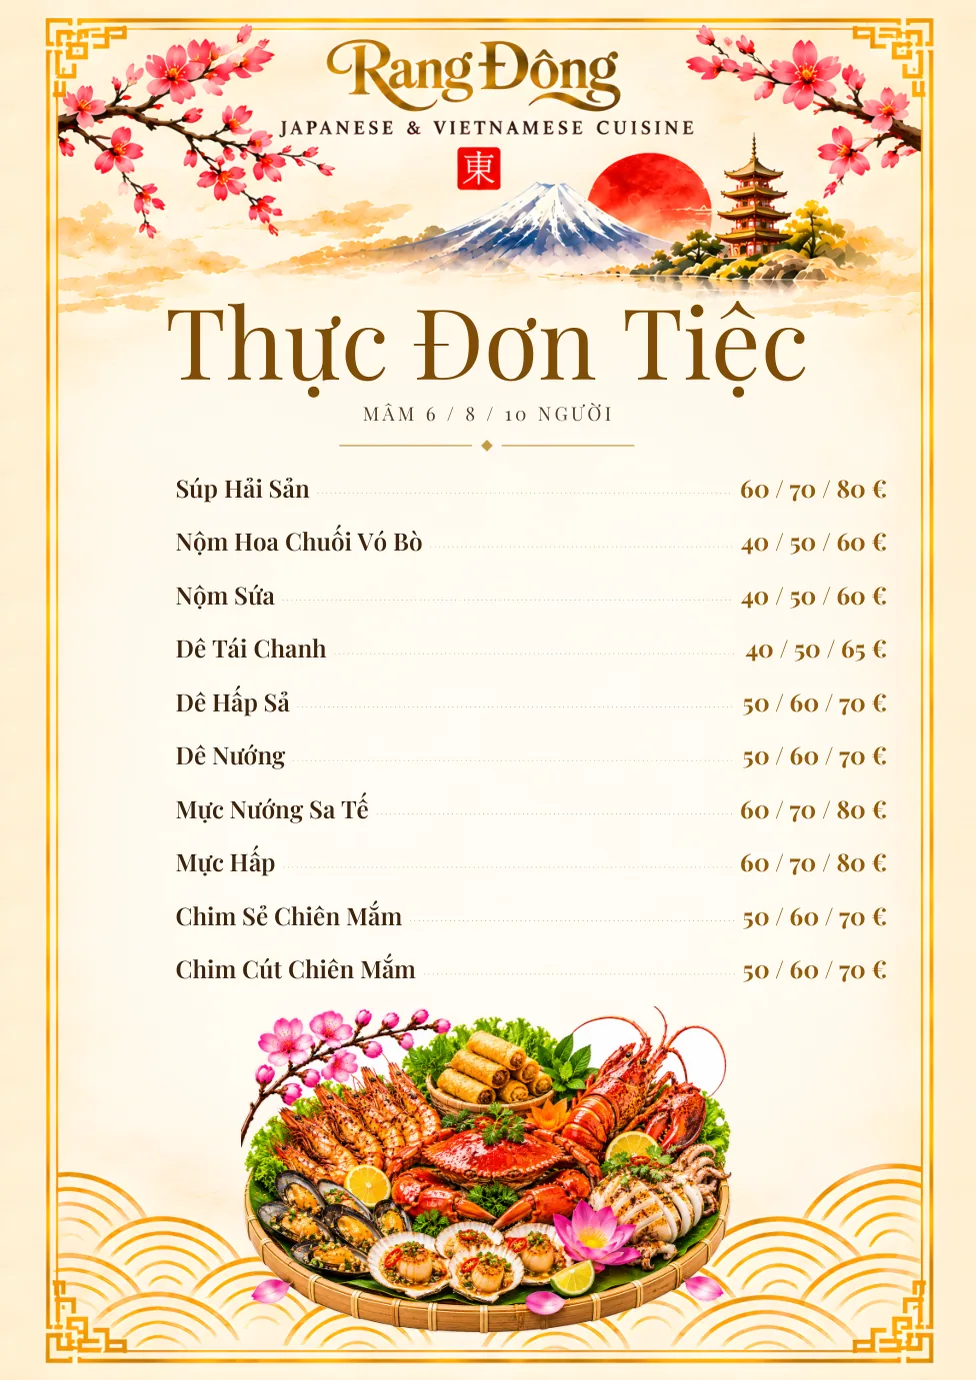 Rang Đông
JAPANESE & VIETNAMESE CUISINE
東
Thực Đơn Tiệc
MÂM 6 / 8 / 10 NGƯỜI
Súp Hải Sản 60 / 70 / 80 €
Nộm Hoa Chuối Vó Bò 40 / 50 / 60 €
Nộm Sứa 40 / 50 / 60 €
Dê Tái Chanh 40 / 50 / 65 €
Dê Hấp Sả 50 / 60 / 70 €
Dê Nướng 50 / 60 / 70 €
Mực Nướng Sa Tế 60 / 70 / 80 €
Mực Hấp 60 / 70 / 80 €
Chim Sẻ Chiên Mắm 50 / 60 / 70 €
Chim Cút Chiên Mắm 50 / 60 / 70 €